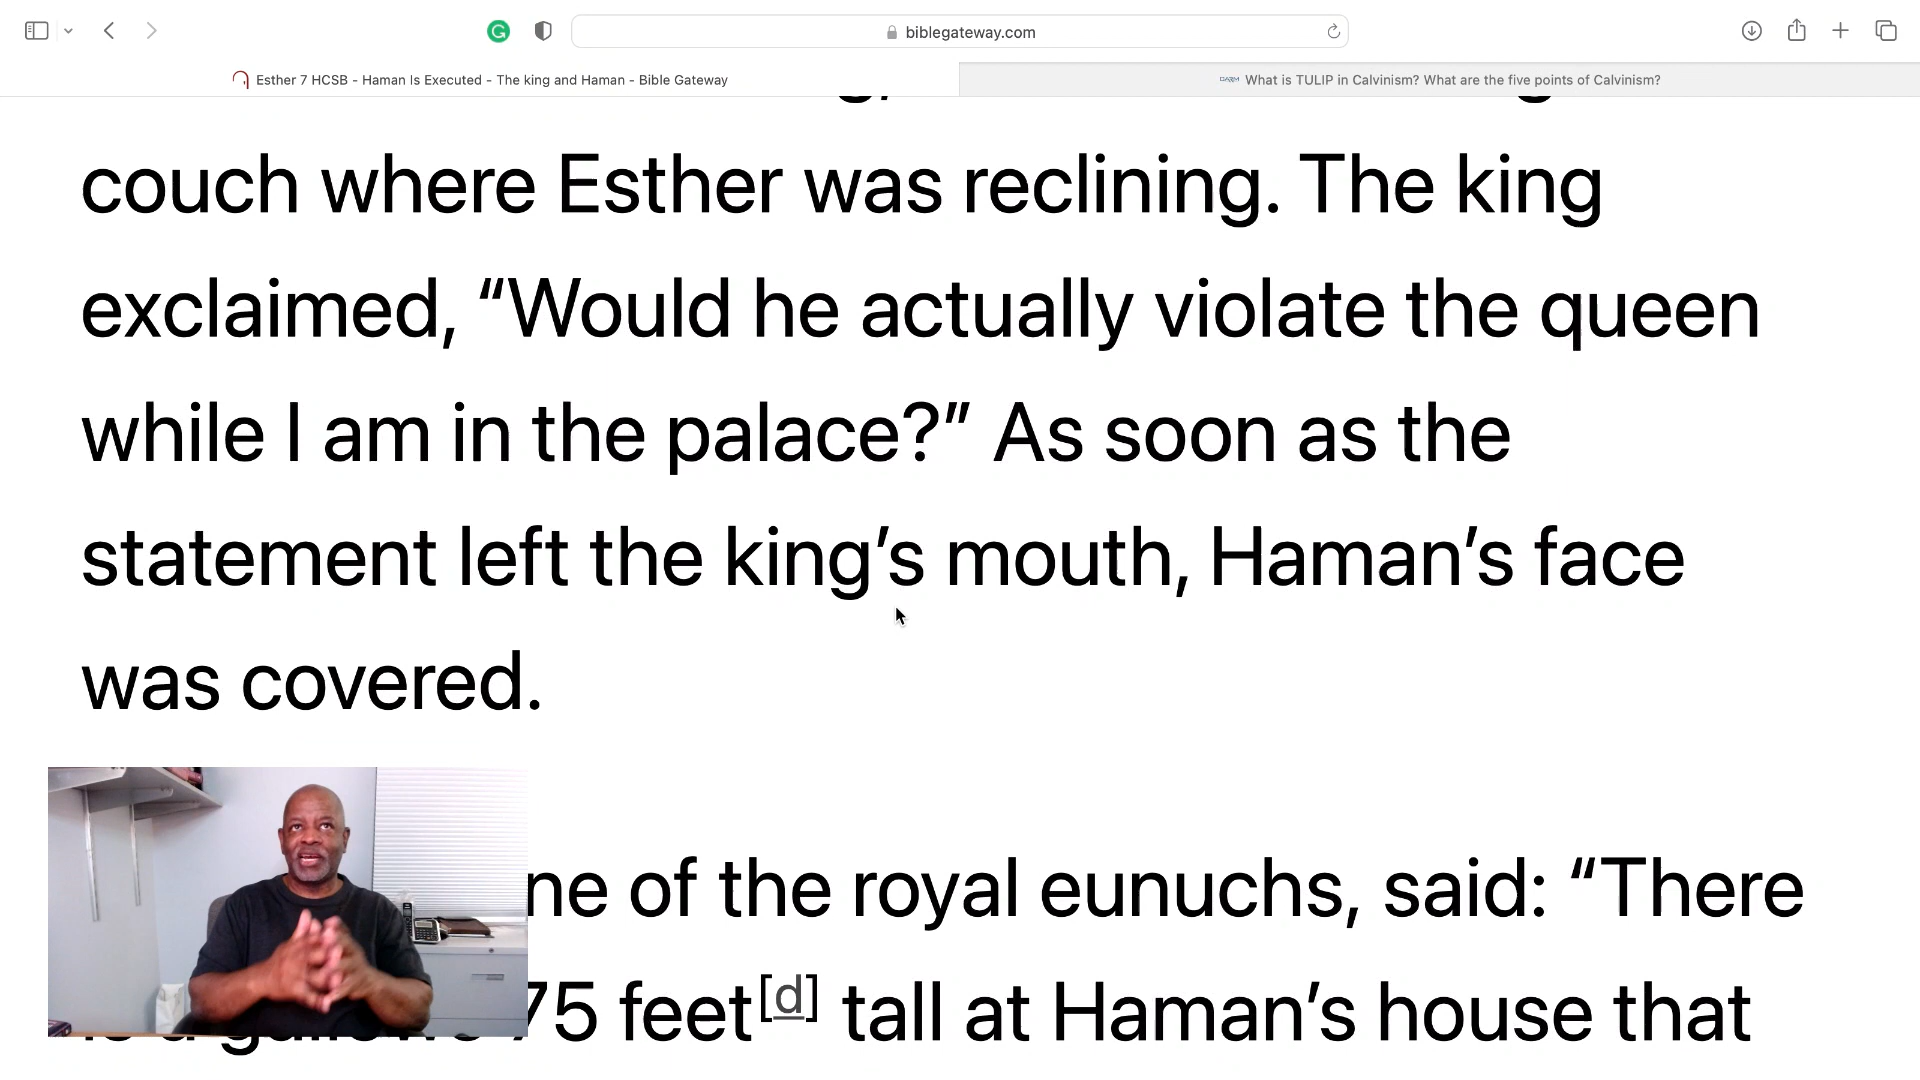 biblegateway.com
Esther 7 HCSB - Haman Is Executed - The king and Haman - Bible Gateway
What is TULIP in Calvinism? What are the five points of Calvinism?
couch where Esther was reclining. The king
exclaimed, “Would he actually violate the queen
while I am in the palace?” As soon as the
statement left the king’s mouth, Haman’s face
was covered.
ne of the royal eunuchs, said: “There
75 feet[d] tall at Haman’s house that